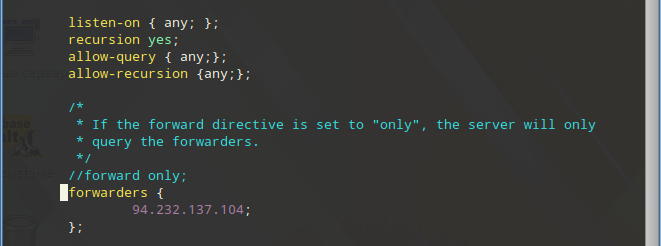 listen-on { any; };
recursion yes;
allow-query { any;};
allow-recursion {any;};
/*
* If the forward directive is set to "only", the server will only
* query the forwarders.
*/
//forward only;
forwarders {
94.232.137.104;
};